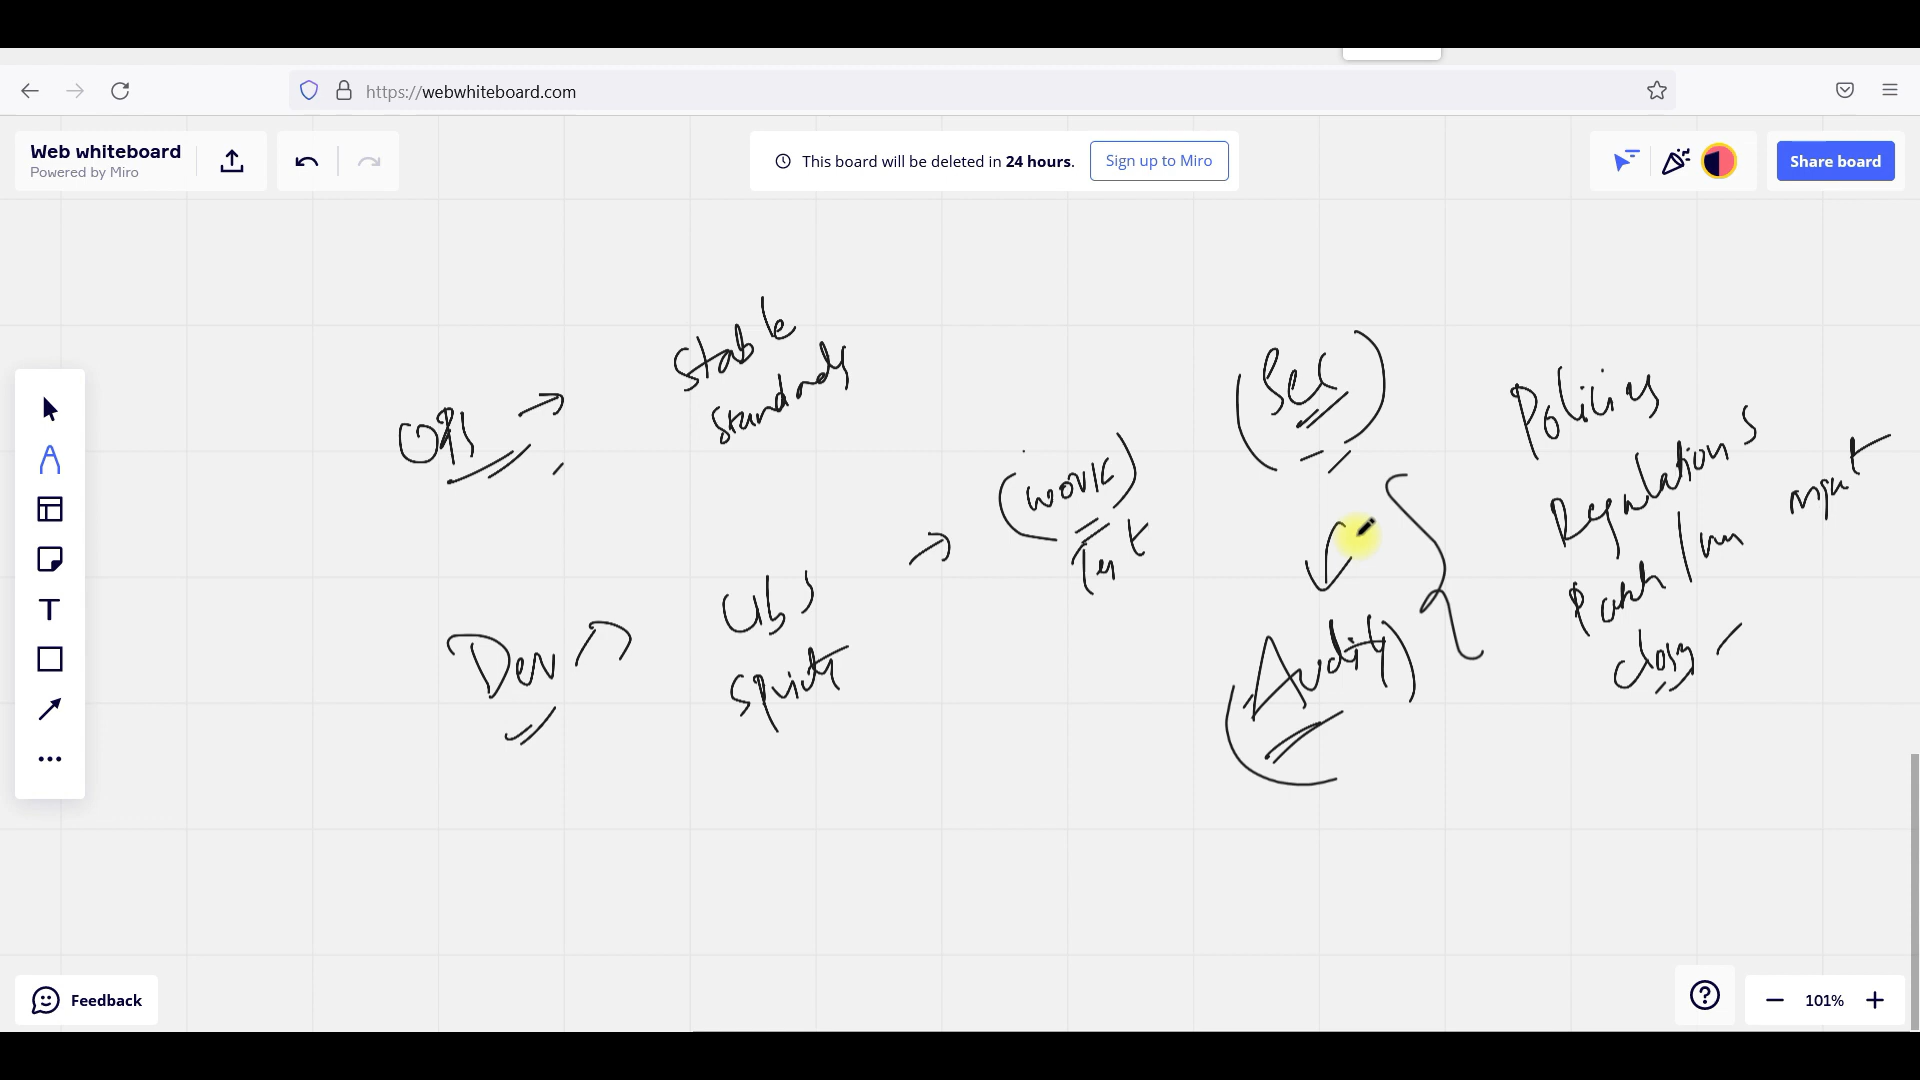 https://webwhiteboard.com
Web whiteboard
Powered by Miro
This board will be deleted in 24 hours.
Sign up to Miro
Share board
Stable
Standards
Ops
(Sec)
Policies
Regulations
mgmt
(work)
Test
Dev
(Audit)
T
Feedback
101%